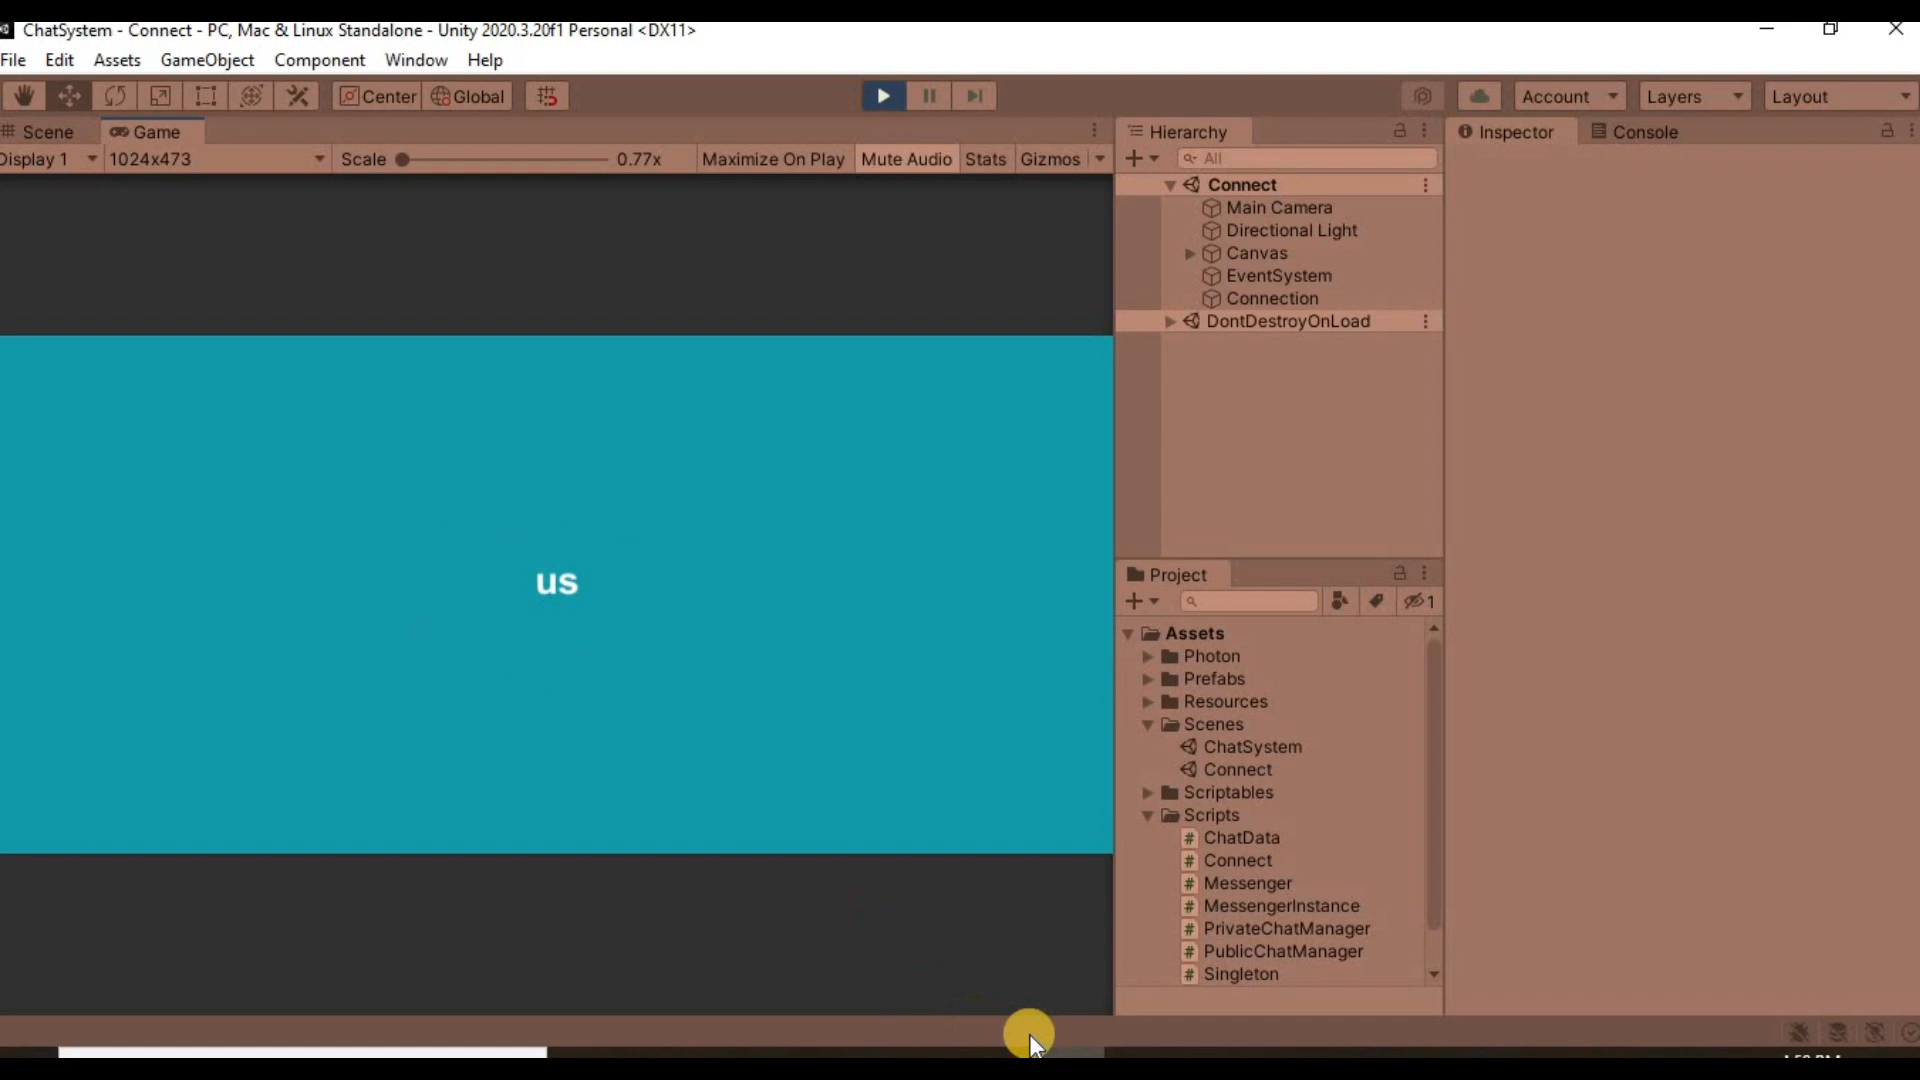 ChatSystem - Connect - PC, Mac & Linux Standalone - Unity 2020.3.20f1 Personal <DX11>
File Edit Assets GameObject Component Window Help
Center Global Account Layers Layout
Scene Game
Display 1 1024x473 Scale 0.77x Maximize On Play Mute Audio Stats Gizmos
us
Hierarchy
All
Connect
Main Camera
Directional Light
Canvas
EventSystem
Connection
DontDestroyOnLoad
Project
1
Assets
Photon
Prefabs
Resources
Scenes
ChatSystem
Connect
Scriptables
Scripts
# ChatData
# Connect
# Messenger
# MessengerInstance
# PrivateChatManager
# PublicChatManager
# Singleton
Inspector Console